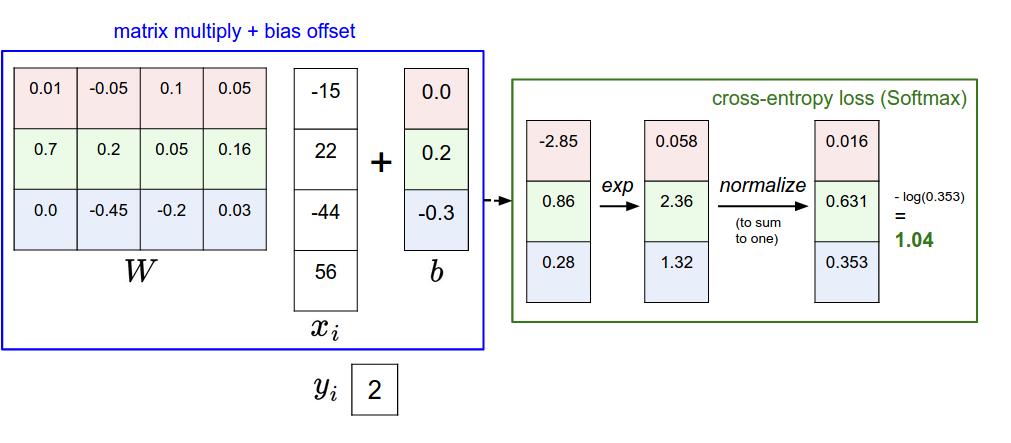 matrix multiply + bias offset
0.01 -0.05 0.1 0.05
0.7 0.2 0.05 0.16
0.0 -0.45 -0.2 0.03
W
-15
22
-44
56
x_i
+
0.0
0.2
-0.3
b
y_i 2
cross-entropy loss (Softmax)
-2.85
0.86
0.28
exp
0.058
2.36
1.32
normalize
(to sum
to one)
0.016
0.631
0.353
- log(0.353)
=
1.04